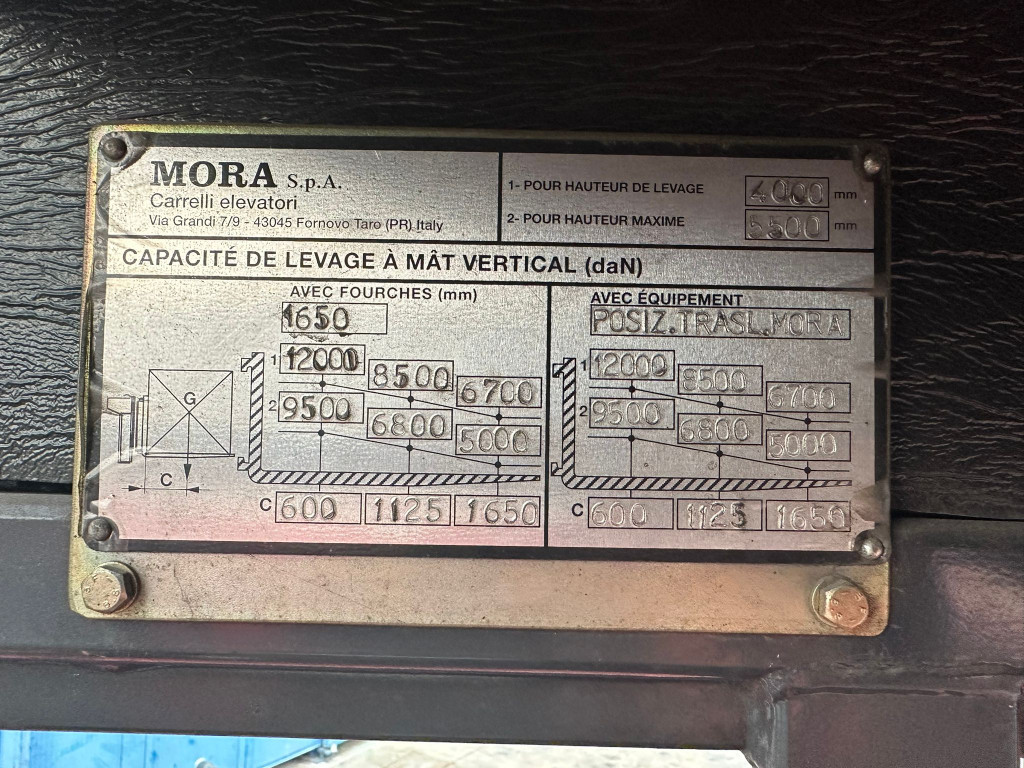 MORA S.p.A.
Carrelli elevatori
Via Grandi 7/9 - 43045 Fornovo Taro (PR) Italy
1- POUR HAUTEUR DE LEVAGE 4000 mm
2- POUR HAUTEUR MAXIME 5500 mm
CAPACITÉ DE LEVAGE À MÂT VERTICAL (daN)
AVEC FOURCHES (mm)
1650
1 12000 8500 6700
2 9500 6800 5000
G
C
C 600 1125 1650
AVEC ÉQUIPEMENT
POSIZ.TRASL.MORA
1 12000 8500 6700
2 9500 6800 5000
C 600 1125 1650